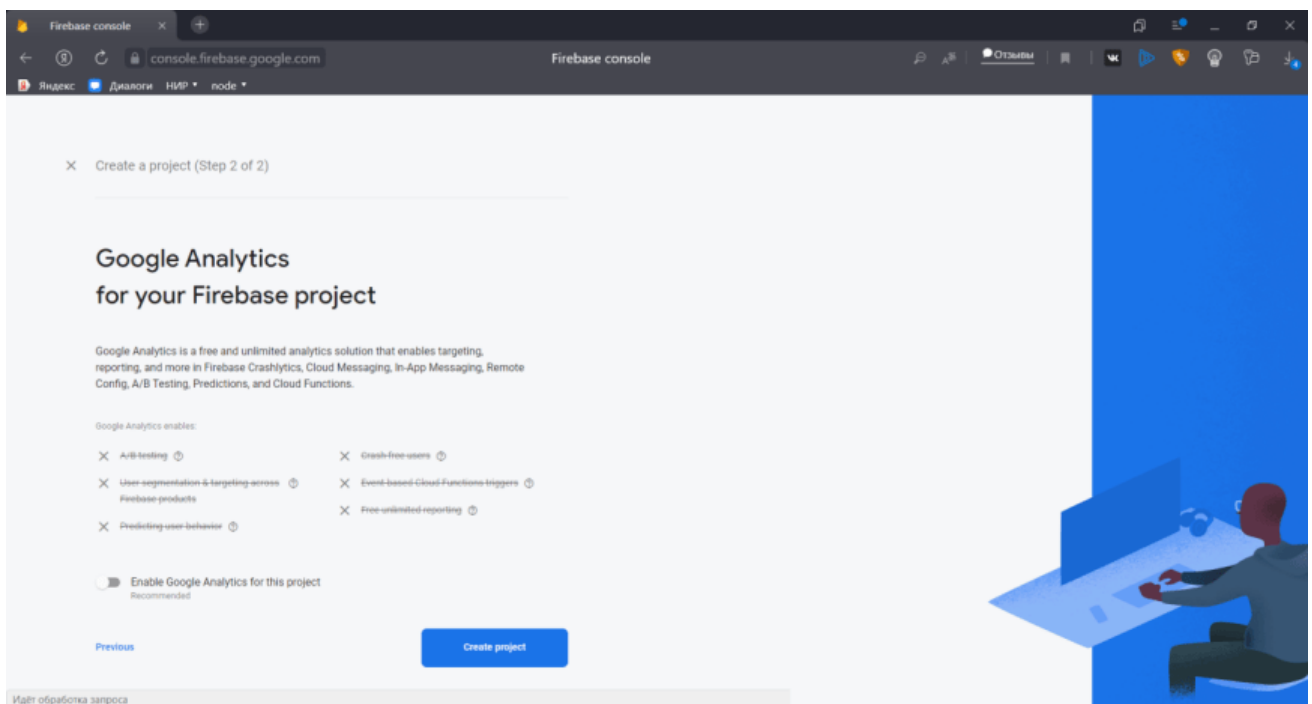 Firebase console
console.firebase.google.com
Firebase console
Отзывы
Яндекс Диалоги НИР node
Create a project (Step 2 of 2)
Google Analytics
for your Firebase project
Google Analytics is a free and unlimited analytics solution that enables targeting,
reporting, and more in Firebase Crashlytics, Cloud Messaging, In-App Messaging, Remote
Config, A/B Testing, Predictions, and Cloud Functions.
Google Analytics enables:
A/B testing
Crash-free users
User segmentation & targeting across
Firebase products
Event-based Cloud Functions triggers
Predicting user behavior
Free unlimited reporting
Enable Google Analytics for this project
Recommended
Previous
Create project
Идёт обработка запроса